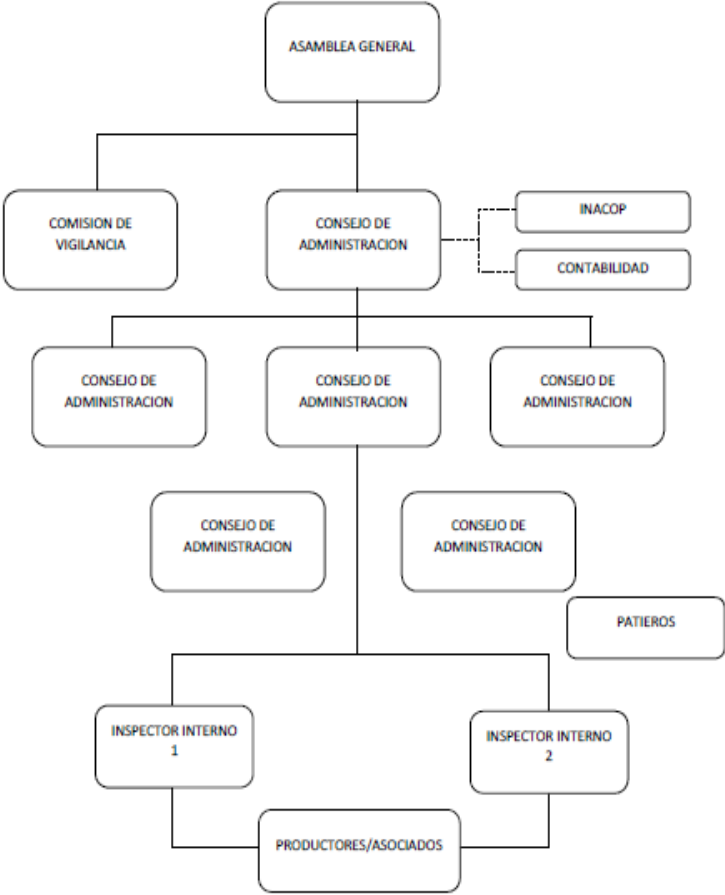 ASAMBLEA GENERAL
COMISION DE
VIGILANCIA
CONSEJO DE
ADMINISTRACION
INACOP
CONTABILIDAD
CONSEJO DE
ADMINISTRACION
CONSEJO DE
ADMINISTRACION
CONSEJO DE
ADMINISTRACION
CONSEJO DE
ADMINISTRACION
CONSEJO DE
ADMINISTRACION
PATIEROS
INSPECTOR INTERNO
1
INSPECTOR INTERNO
2
PRODUCTORES/ASOCIADOS